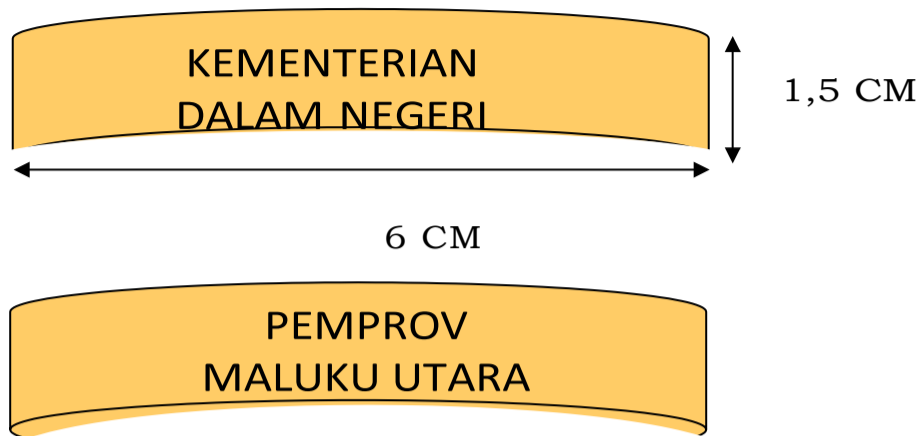 KEMENTERIAN
DALAM NEGERI
1,5 CM
6 CM
PEMPROV
MALUKU UTARA